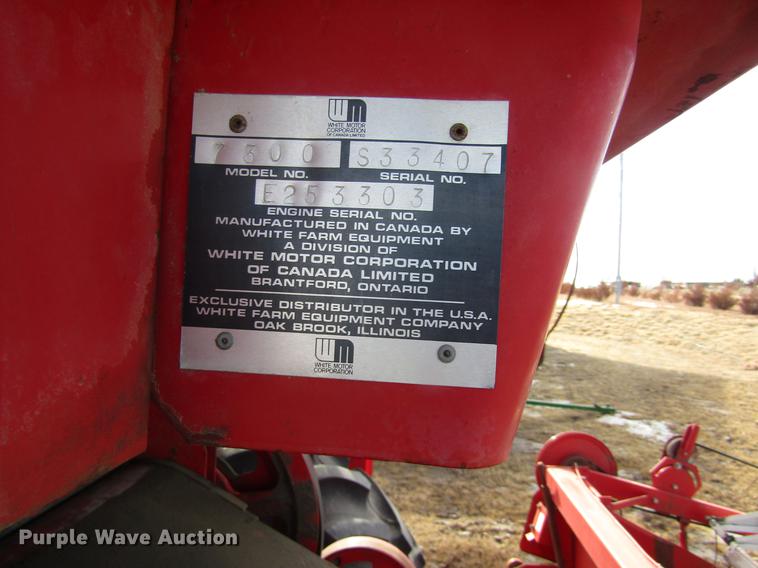 WM
WHITE MOTOR
CORPORATION
OF CANADA LIMITED
7300 S33407
MODEL NO. SERIAL NO.
E253303
ENGINE SERIAL NO.
MANUFACTURED IN CANADA BY
WHITE FARM EQUIPMENT
A DIVISION OF
WHITE MOTOR CORPORATION
OF CANADA LIMITED
BRANTFORD, ONTARIO
EXCLUSIVE DISTRIBUTOR IN THE U.S.A.
WHITE FARM EQUIPMENT COMPANY
OAK BROOK, ILLINOIS
WM
WHITE MOTOR
CORPORATION
Purple Wave Auction